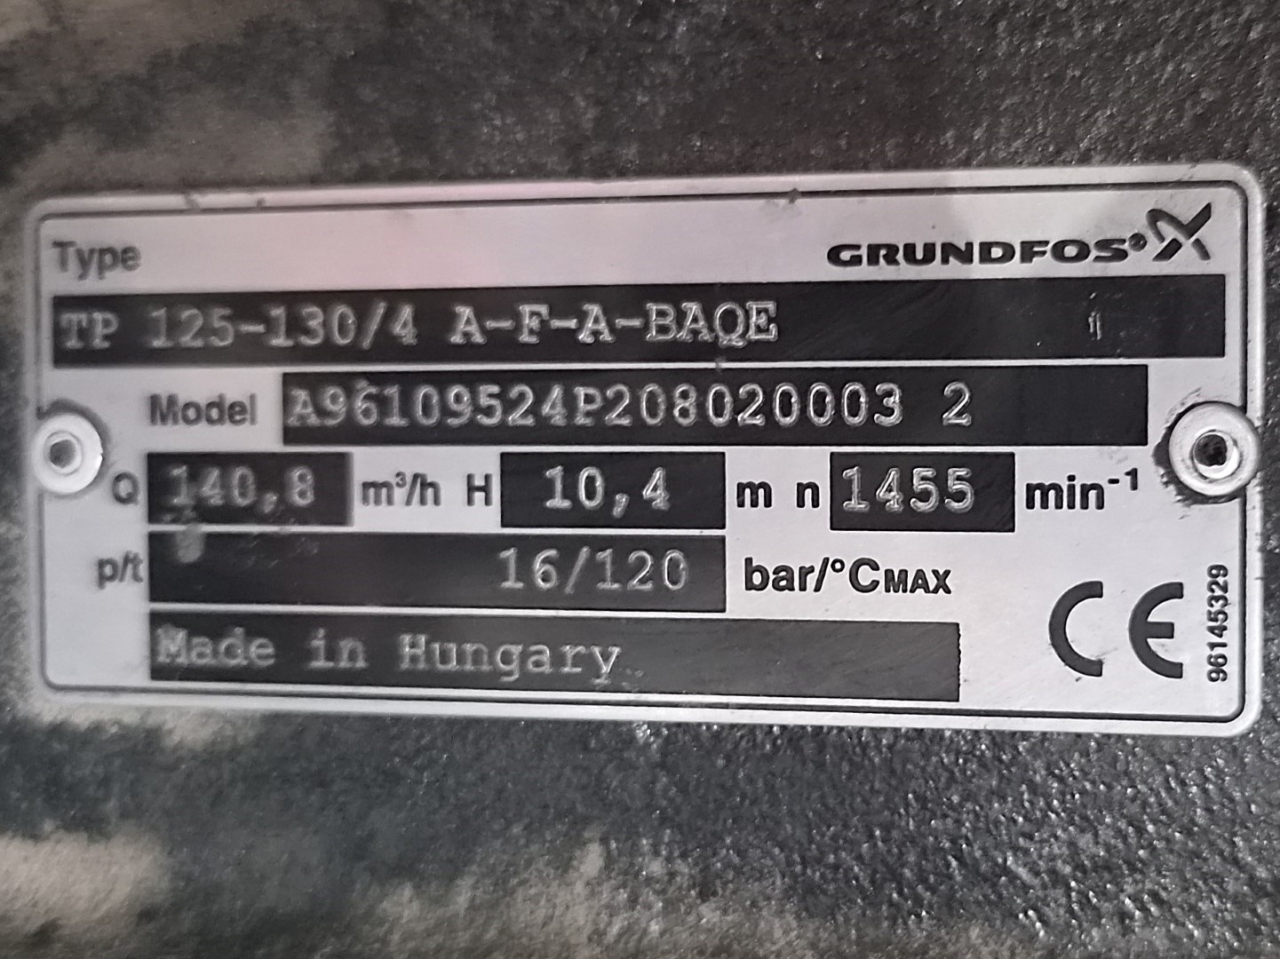 Type GRUNDFOS®
TP 125-130/4 A-F-A-BAQE
Model A96109524P208020003 2
Q 140,8 m³/h H 10,4 m n 1455 min⁻¹
p/t 16/120 bar/°CMAX
Made in Hungary
CE
96145329